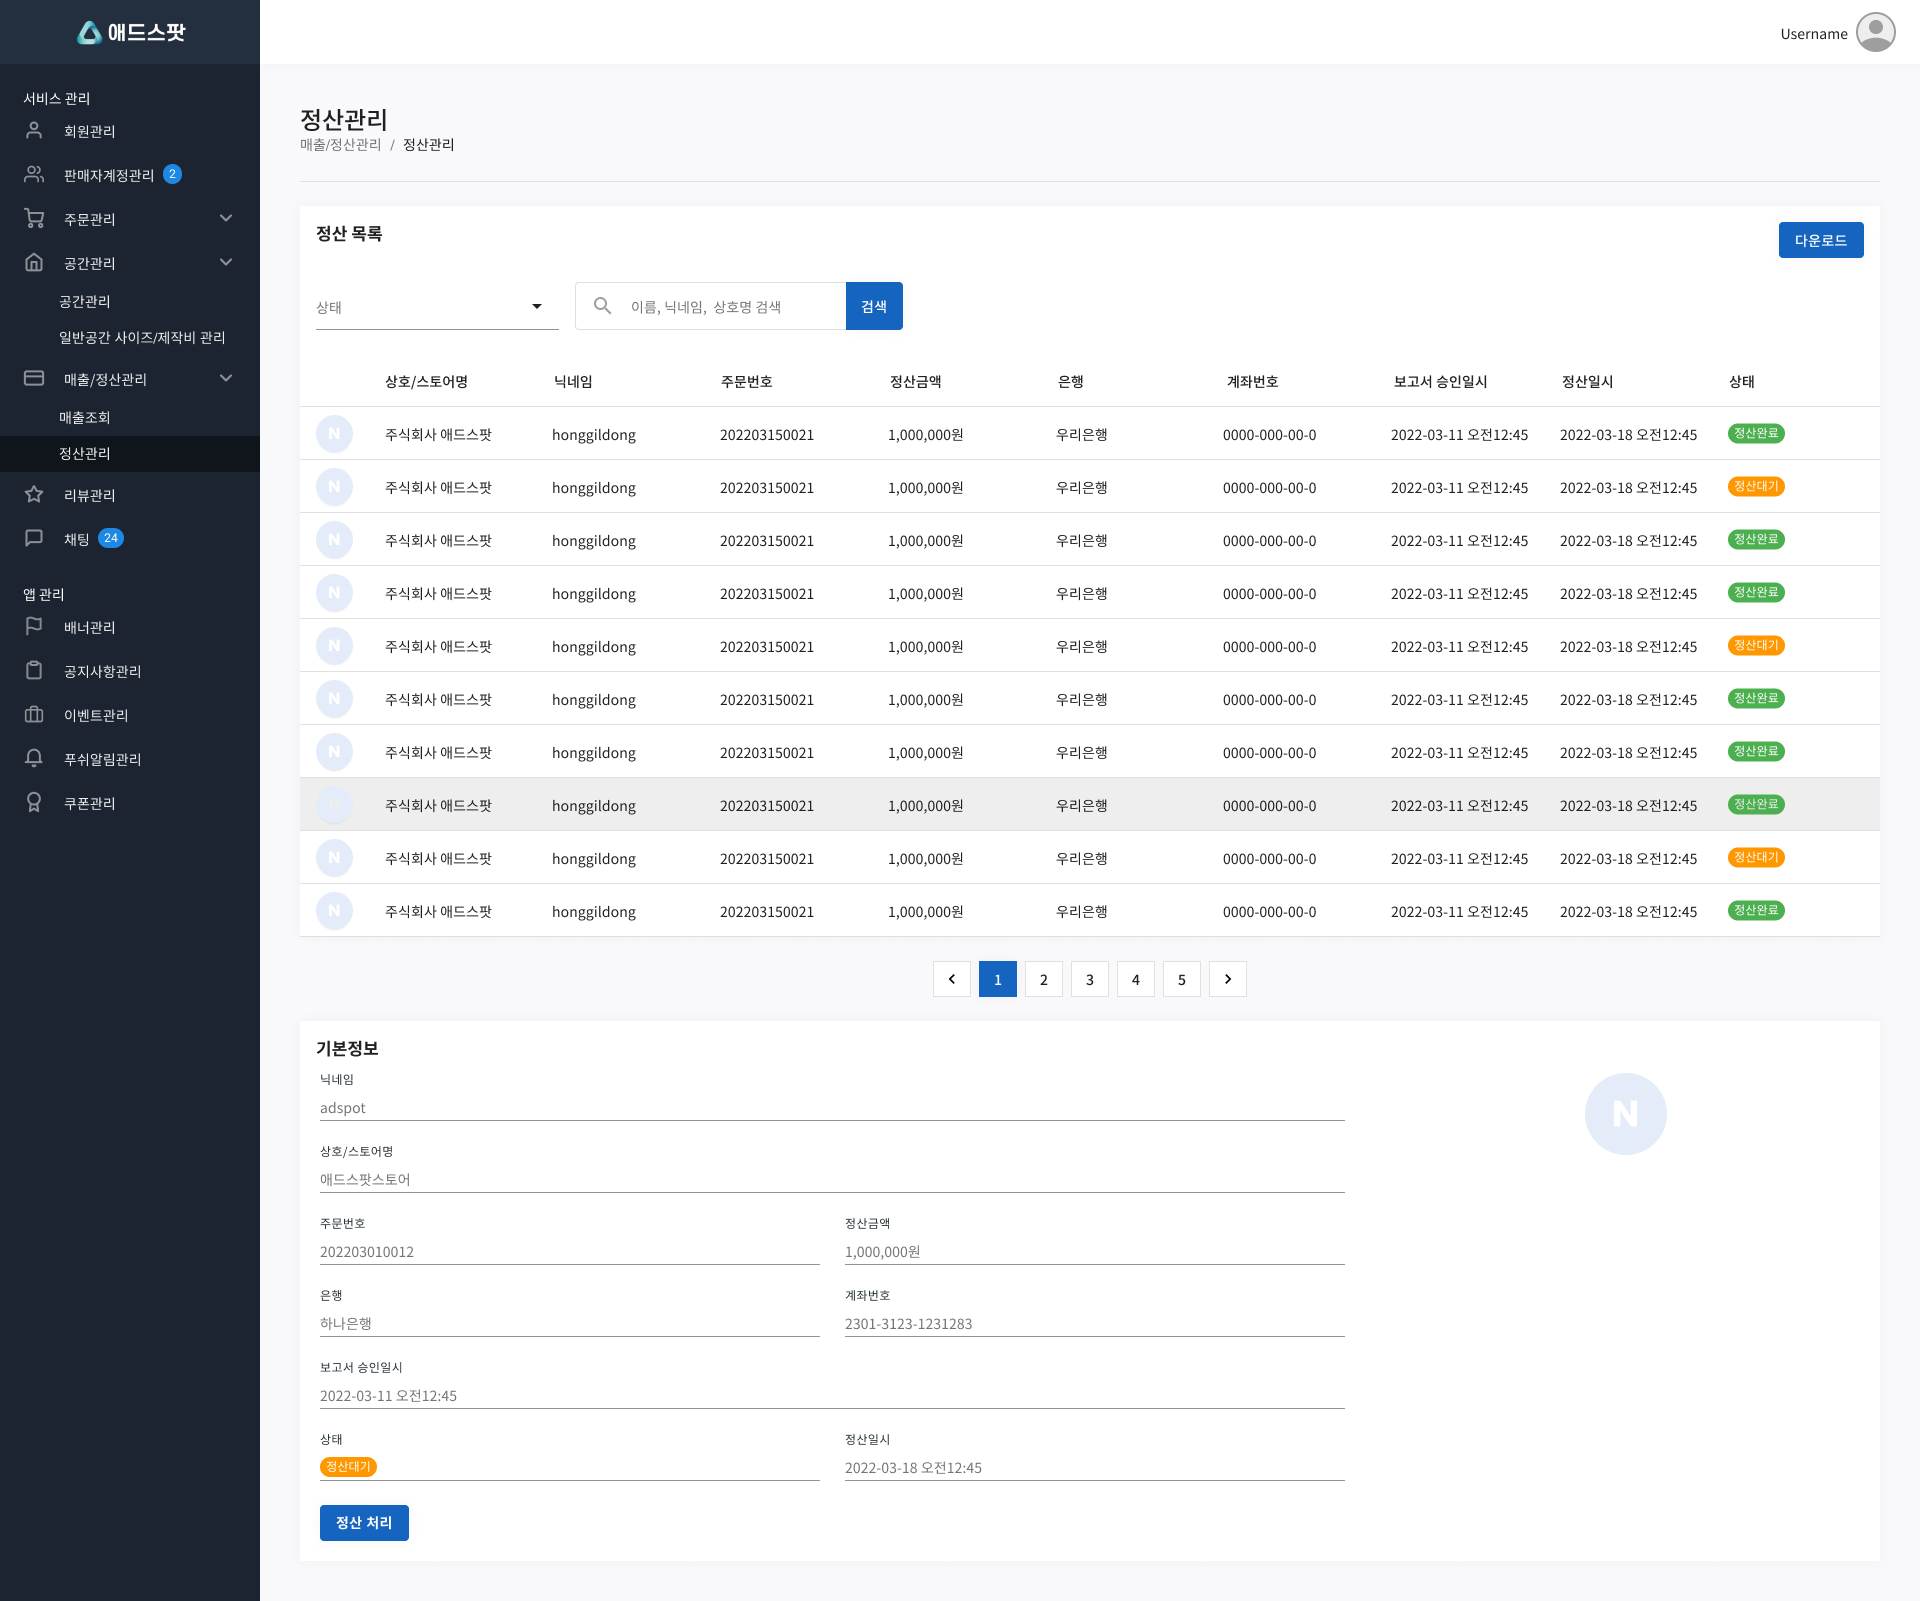 애드스팟
Username
서비스 관리
회원관리
판매자계정관리 2
주문관리
공간관리
공간관리
일반공간 사이즈/제작비 관리
매출/정산관리
매출조회
정산관리
리뷰관리
채팅 24
앱 관리
배너관리
공지사항관리
이벤트관리
푸쉬알림관리
쿠폰관리
정산관리
매출/정산관리 / 정산관리
정산 목록
다운로드
상태
이름, 닉네임, 상호명 검색
검색
상호/스토어명 닉네임 주문번호 정산금액 은행 계좌번호 보고서 승인일시 정산일시 상태
N 주식회사 애드스팟 honggildong 202203150021 1,000,000원 우리은행 0000-000-00-0 2022-03-11 오전12:45 2022-03-18 오전12:45 정산완료
N 주식회사 애드스팟 honggildong 202203150021 1,000,000원 우리은행 0000-000-00-0 2022-03-11 오전12:45 2022-03-18 오전12:45 정산대기
N 주식회사 애드스팟 honggildong 202203150021 1,000,000원 우리은행 0000-000-00-0 2022-03-11 오전12:45 2022-03-18 오전12:45 정산완료
N 주식회사 애드스팟 honggildong 202203150021 1,000,000원 우리은행 0000-000-00-0 2022-03-11 오전12:45 2022-03-18 오전12:45 정산완료
N 주식회사 애드스팟 honggildong 202203150021 1,000,000원 우리은행 0000-000-00-0 2022-03-11 오전12:45 2022-03-18 오전12:45 정산대기
N 주식회사 애드스팟 honggildong 202203150021 1,000,000원 우리은행 0000-000-00-0 2022-03-11 오전12:45 2022-03-18 오전12:45 정산완료
N 주식회사 애드스팟 honggildong 202203150021 1,000,000원 우리은행 0000-000-00-0 2022-03-11 오전12:45 2022-03-18 오전12:45 정산완료
N 주식회사 애드스팟 honggildong 202203150021 1,000,000원 우리은행 0000-000-00-0 2022-03-11 오전12:45 2022-03-18 오전12:45 정산완료
N 주식회사 애드스팟 honggildong 202203150021 1,000,000원 우리은행 0000-000-00-0 2022-03-11 오전12:45 2022-03-18 오전12:45 정산대기
N 주식회사 애드스팟 honggildong 202203150021 1,000,000원 우리은행 0000-000-00-0 2022-03-11 오전12:45 2022-03-18 오전12:45 정산완료
1 2 3 4 5
기본정보
닉네임
adspot
N
상호/스토어명
애드스팟스토어
주문번호 정산금액
202203010012 1,000,000원
은행 계좌번호
하나은행 2301-3123-1231283
보고서 승인일시
2022-03-11 오전12:45
상태 정산일시
정산대기 2022-03-18 오전12:45
정산 처리